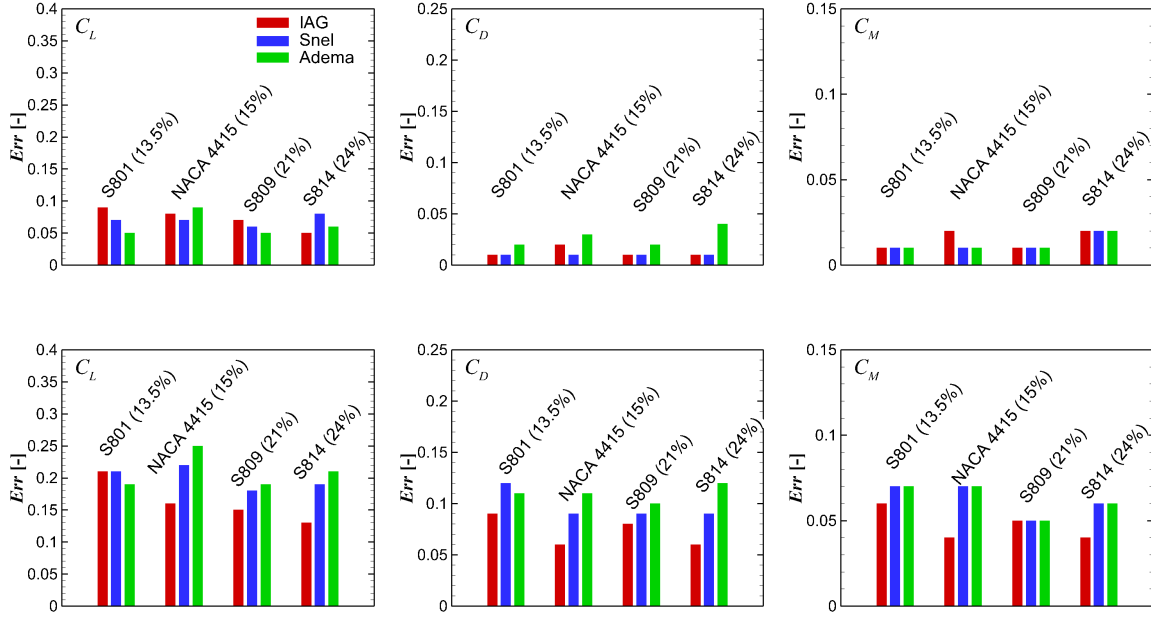 C_L
IAG
Snel
Adema
Err [-]
0.4
0.35
0.3
0.25
0.2
0.15
0.1
0.05
0
S801 (13.5%)
NACA 4415 (15%)
S809 (21%)
S814 (24%)
C_D
Err [-]
0.25
0.2
0.15
0.1
0.05
0
S801 (13.5%)
NACA 4415 (15%)
S809 (21%)
S814 (24%)
C_M
Err [-]
0.15
0.1
0.05
0
S801 (13.5%)
NACA 4415 (15%)
S809 (21%)
S814 (24%)
C_L
Err [-]
0.4
0.35
0.3
0.25
0.2
0.15
0.1
0.05
0
S801 (13.5%)
NACA 4415 (15%)
S809 (21%)
S814 (24%)
C_D
Err [-]
0.25
0.2
0.15
0.1
0.05
0
S801 (13.5%)
NACA 4415 (15%)
S809 (21%)
S814 (24%)
C_M
Err [-]
0.15
0.1
0.05
0
S801 (13.5%)
NACA 4415 (15%)
S809 (21%)
S814 (24%)